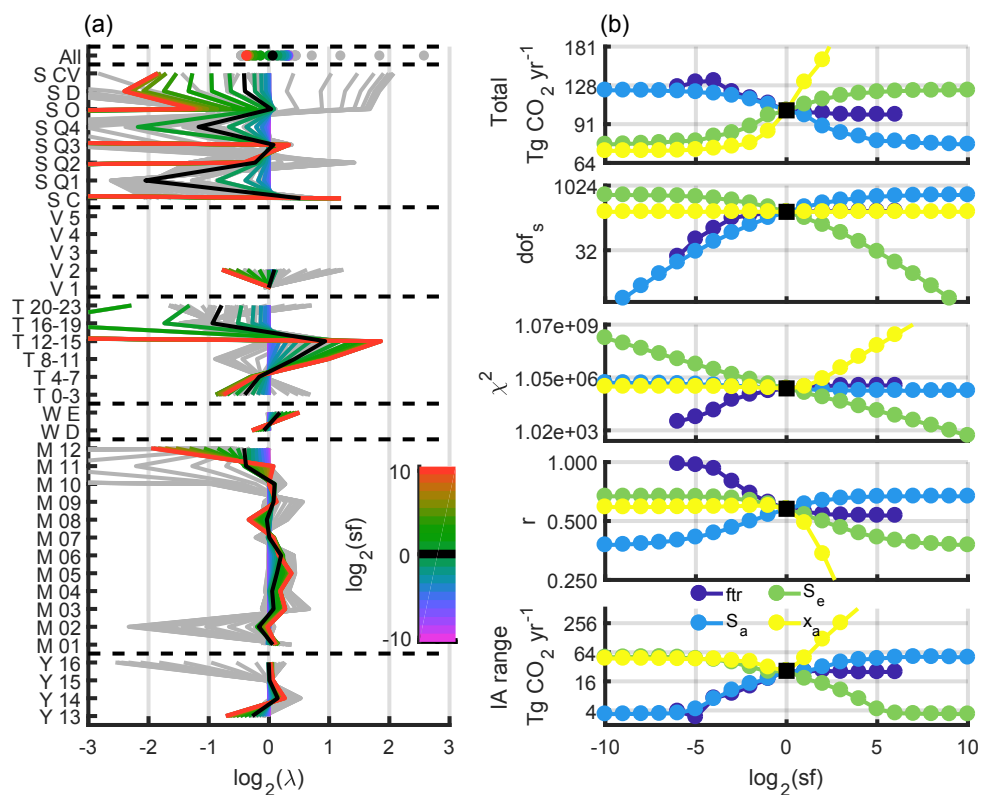 (a)
All
S CV
S D
S O
S Q4
S Q3
S Q2
S Q1
S C
V 5
V 4
V 3
V 2
V 1
T 20-23
T 16-19
T 12-15
T 8-11
T 4-7
T 0-3
W E
W D
M 12
M 11
M 10
M 09
M 08
M 07
M 06
M 05
M 04
M 03
M 02
M 01
Y 16
Y 15
Y 14
Y 13
-3 -2 -1 0 1 2 3
log2(λ)
log2(sf)
10
0
-10
(b)
Total
Tg CO2 yr-1
181
128
91
64
dofs
1024
32
χ2
1.07e+09
1.05e+06
1.02e+03
r
1.000
0.500
0.250
ftr
Se
Sa
xa
IA range
Tg CO2 yr-1
256
64
16
4
-10 -5 0 5 10
log2(sf)